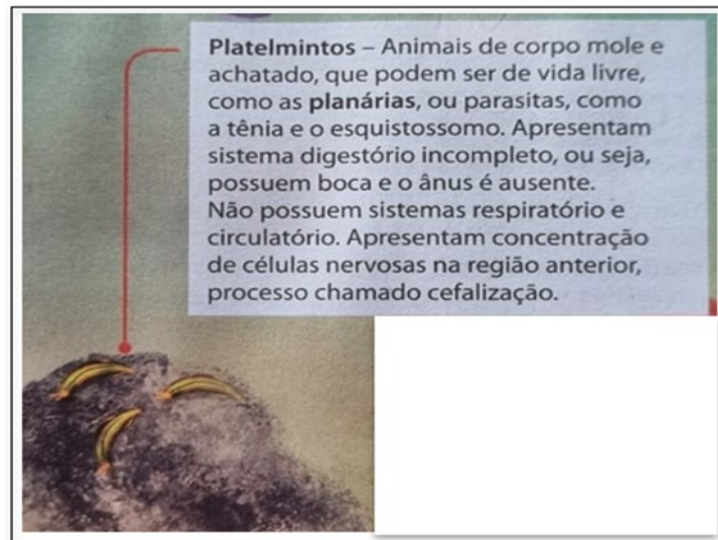 Platelmintos – Animais de corpo mole e
achatado, que podem ser de vida livre,
como as planárias, ou parasitas, como
a tênia e o esquistossomo. Apresentam
sistema digestório incompleto, ou seja,
possuem boca e o ânus é ausente.
Não possuem sistemas respiratório e
circulatório. Apresentam concentração
de células nervosas na região anterior,
processo chamado cefalização.